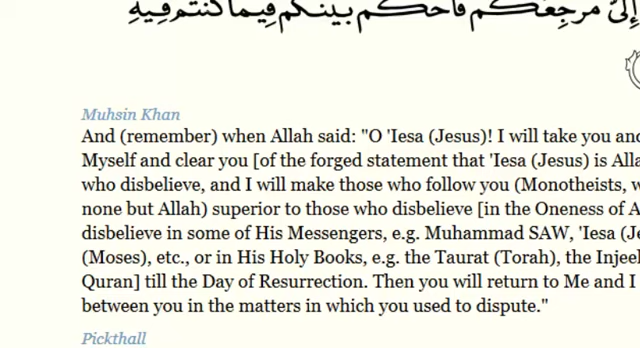 إِلَىَّ مَرْجِعُكُمْ فَأَحْكُمُ بَيْنَكُمْ فِيمَا كُنتُمْ فِيهِ
Muhsin Khan
And (remember) when Allah said: "O 'Iesa (Jesus)! I will take you and
Myself and clear you [of the forged statement that 'Iesa (Jesus) is Alla
who disbelieve, and I will make those who follow you (Monotheists, w
none but Allah) superior to those who disbelieve [in the Oneness of A
disbelieve in some of His Messengers, e.g. Muhammad SAW, 'Iesa (Je
(Moses), etc., or in His Holy Books, e.g. the Taurat (Torah), the Injeel
Quran] till the Day of Resurrection. Then you will return to Me and I
between you in the matters in which you used to dispute."
Pickthall